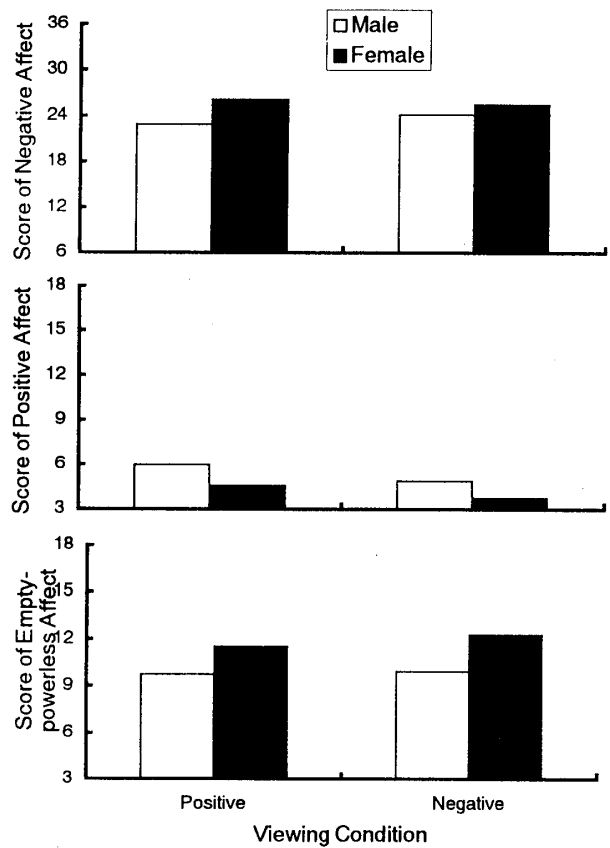 Male
Female
Score of Negative Affect
36
30
24
18
12
6
Score of Positive Affect
18
15
12
9
6
3
Score of Empty-
powerless Affect
18
15
12
9
6
3
Positive
Negative
Viewing Condition